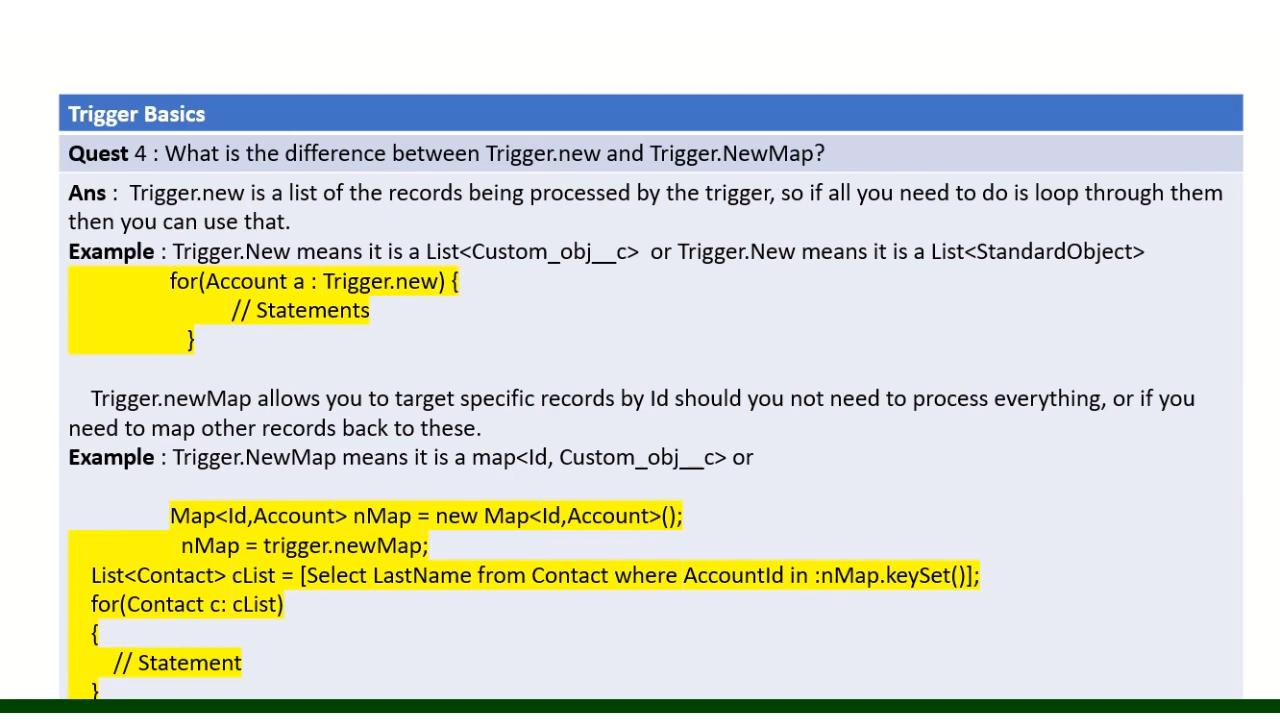 Trigger Basics
Quest 4 : What is the difference between Trigger.new and Trigger.NewMap?
Ans :  Trigger.new is a list of the records being processed by the trigger, so if all you need to do is loop through them
then you can use that.
Example : Trigger.New means it is a List<Custom_obj__c>  or Trigger.New means it is a List<StandardObject>
for(Account a : Trigger.new) {
// Statements
}
Trigger.newMap allows you to target specific records by Id should you not need to process everything, or if you
need to map other records back to these.
Example : Trigger.NewMap means it is a map<Id, Custom_obj__c> or
Map<Id,Account> nMap = new Map<Id,Account>();
nMap = trigger.newMap;
List<Contact> cList = [Select LastName from Contact where AccountId in :nMap.keySet()];
for(Contact c: cList)
{
// Statement
}